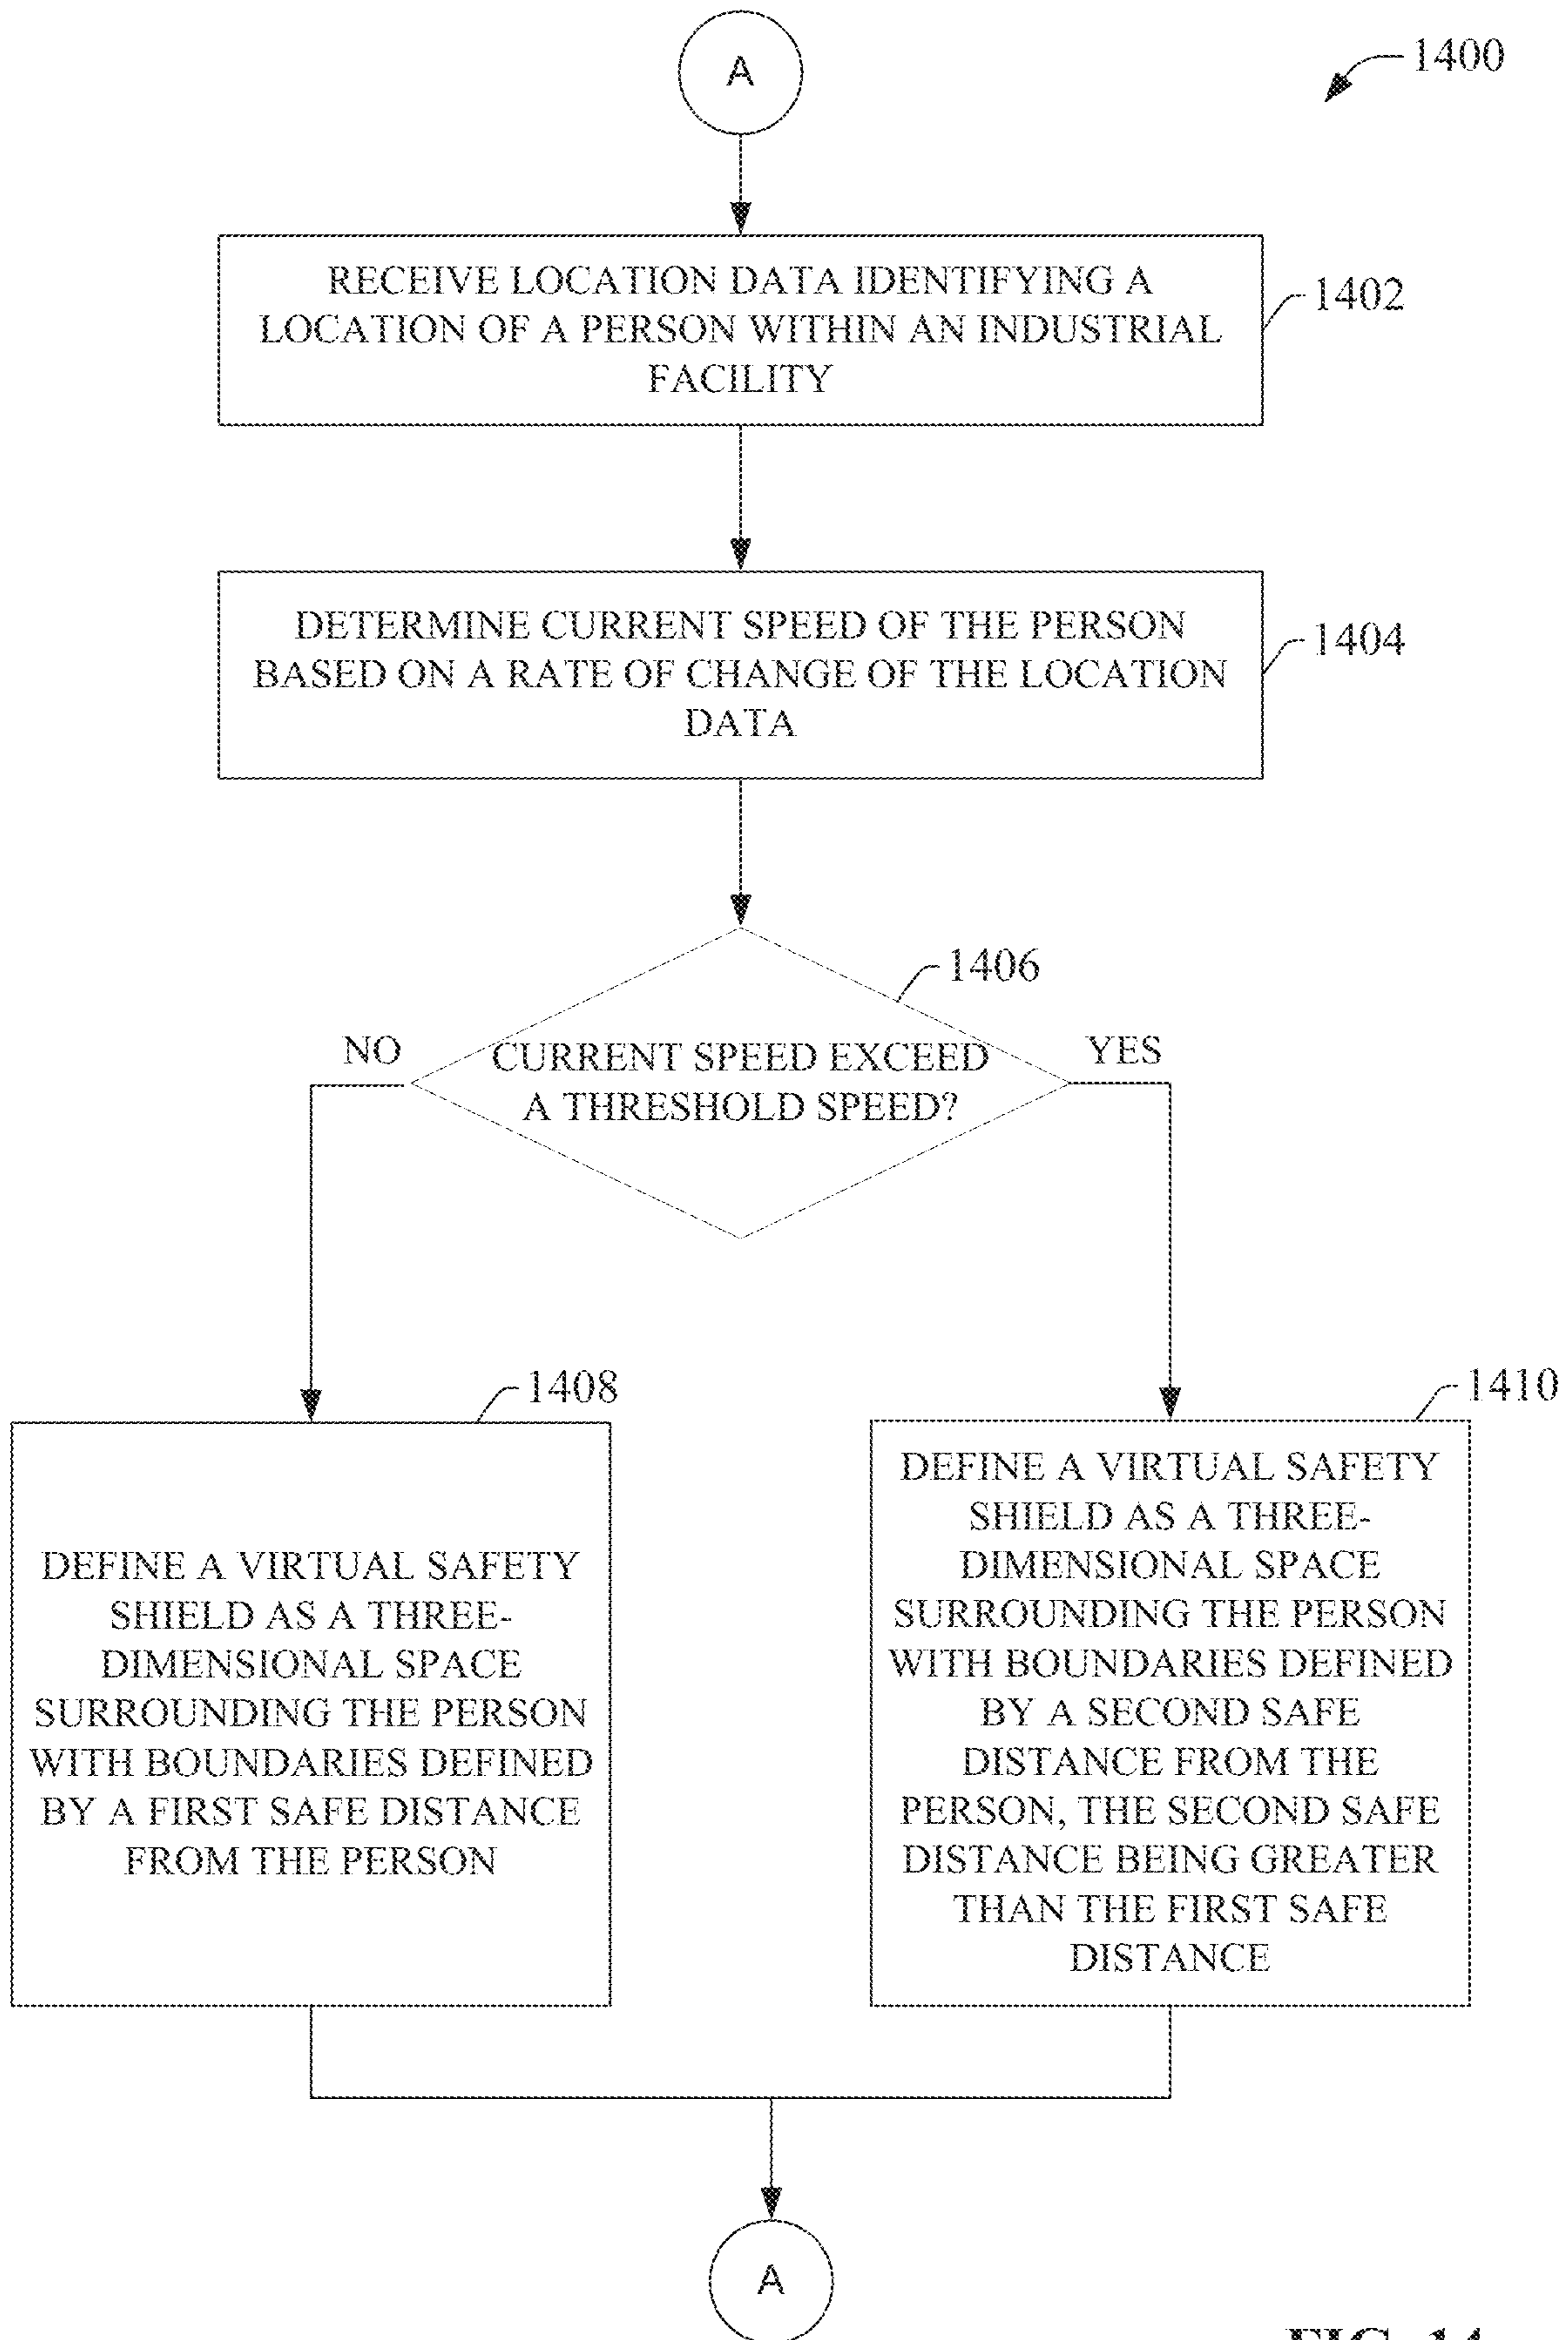 A
1400
RECEIVE LOCATION DATA IDENTIFYING A
LOCATION OF A PERSON WITHIN AN INDUSTRIAL
FACILITY
1402
DETERMINE CURRENT SPEED OF THE PERSON
BASED ON A RATE OF CHANGE OF THE LOCATION
DATA
1404
1406
NO
CURRENT SPEED EXCEED
A THRESHOLD SPEED?
YES
1408
DEFINE A VIRTUAL SAFETY
SHIELD AS A THREE-
DIMENSIONAL SPACE
SURROUNDING THE PERSON
WITH BOUNDARIES DEFINED
BY A FIRST SAFE DISTANCE
FROM THE PERSON
1410
DEFINE A VIRTUAL SAFETY
SHIELD AS A THREE-
DIMENSIONAL SPACE
SURROUNDING THE PERSON
WITH BOUNDARIES DEFINED
BY A SECOND SAFE
DISTANCE FROM THE
PERSON, THE SECOND SAFE
DISTANCE BEING GREATER
THAN THE FIRST SAFE
DISTANCE
A